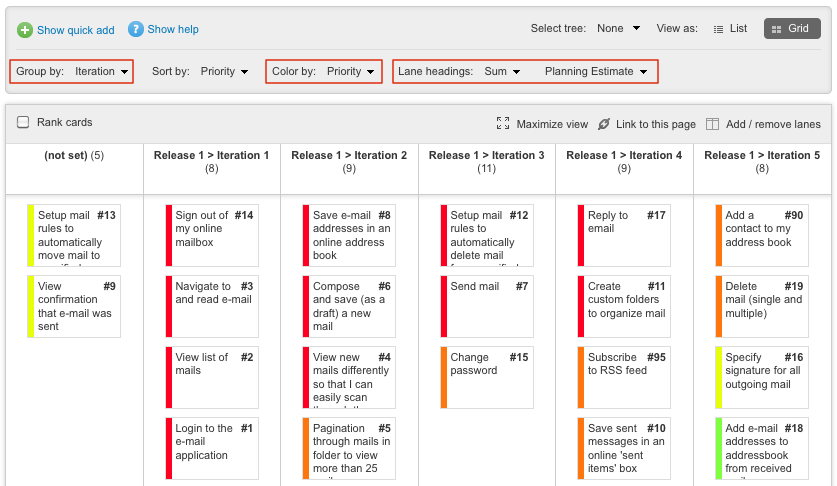 Show quick add Show help Select tree: None View as: List Grid
Group by: Iteration Sort by: Priority Color by: Priority Lane headings: Sum Planning Estimate
Rank cards Maximize view Link to this page Add / remove lanes
(not set) (5)
Release 1 > Iteration 1
(8)
Release 1 > Iteration 2
(9)
Release 1 > Iteration 3
(11)
Release 1 > Iteration 4
(9)
Release 1 > Iteration 5
(8)
Setup mail #13
rules to
automatically
move mail to
View #9
confirmation
that e-mail was
sent
Sign out of #14
my online
mailbox
Navigate to #3
and read e-mail
View list of #2
mails
Login to the #1
e-mail
application
Save e-mail #8
addresses in an
online address
book
Compose #6
and save (as a
draft) a new
mail
View new #4
mails differently
so that I can
easily scan
Pagination #5
through mails in
folder to view
more than 25
Setup mail #12
rules to
automatically
delete mail
Send mail #7
Change #15
password
Reply to #17
email
Create #11
custom folders
to organize mail
Subscribe #95
to RSS feed
Save sent #10
messages in an
online 'sent
items' box
Add a #90
contact to my
address book
Delete #19
mail (single and
multiple)
Specify #16
signature for all
outgoing mail
Add e-mail #18
addresses to
addressbook
from received